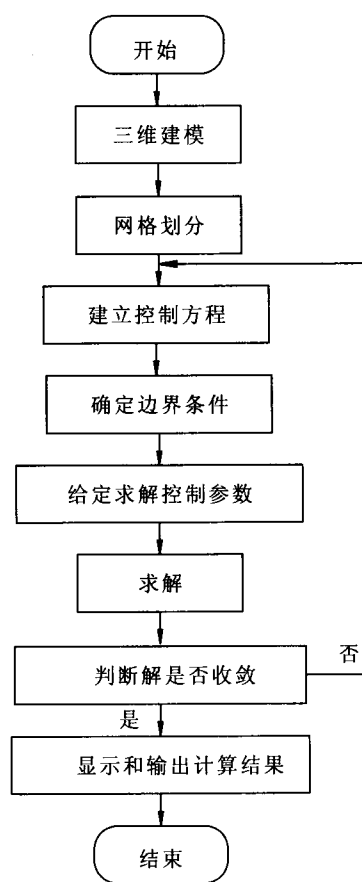 开始
三维建模
网格划分
建立控制方程
确定边界条件
给定求解控制参数
求解
判断解是否收敛
否
是
显示和输出计算结果
结束